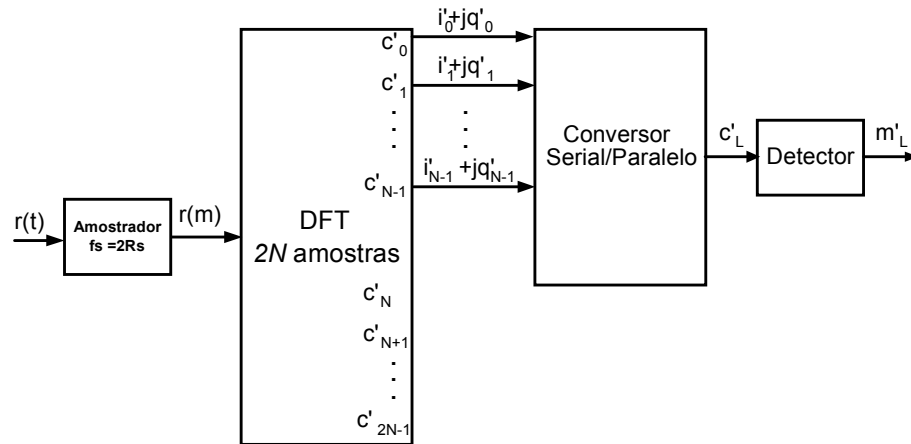 r(t)
Amostrador
fs =2Rs
r(m)
DFT
2N amostras
c'0
c'1
c'N-1
c'N
c'N+1
c'2N-1
i'0+jq'0
i'1+jq'1
i'N-1 +jq'N-1
Conversor
Serial/Paralelo
c'L
Detector
m'L